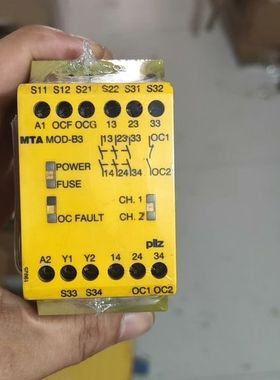 S11 S12 S21 S22 S31 S32
A1 OCF OCG 13 23 33
MTA MOD-B3 13 23 33 OC1
POWER
FUSE
14 24 34 OC2
OC FAULT
CH. 1
CH. 2
pilz
A2 Y1 Y2 14 24 34
S33 S34 OC1 OC2